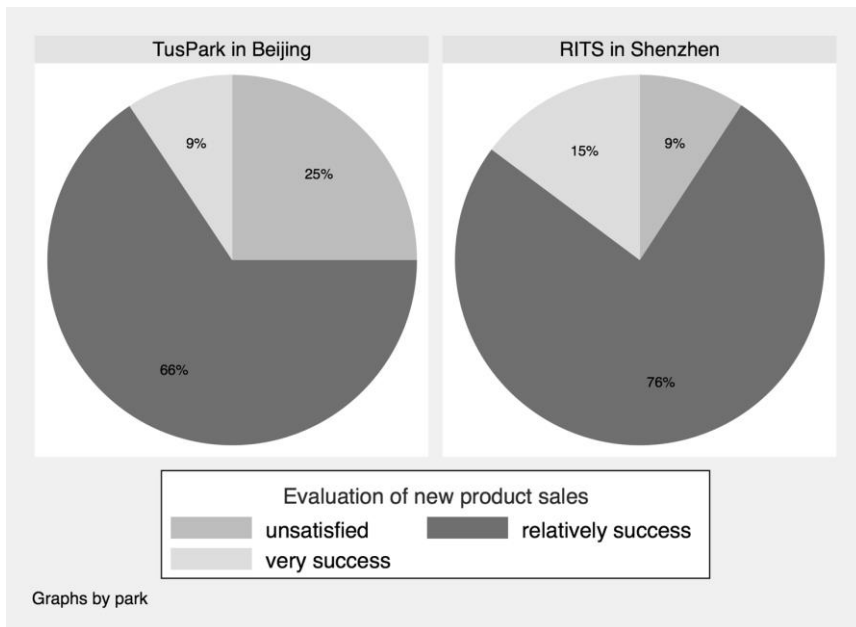 TusPark in Beijing
RITS in Shenzhen
9%
25%
66%
15%
9%
76%
Evaluation of new product sales
unsatisfied
relatively success
very success
Graphs by park